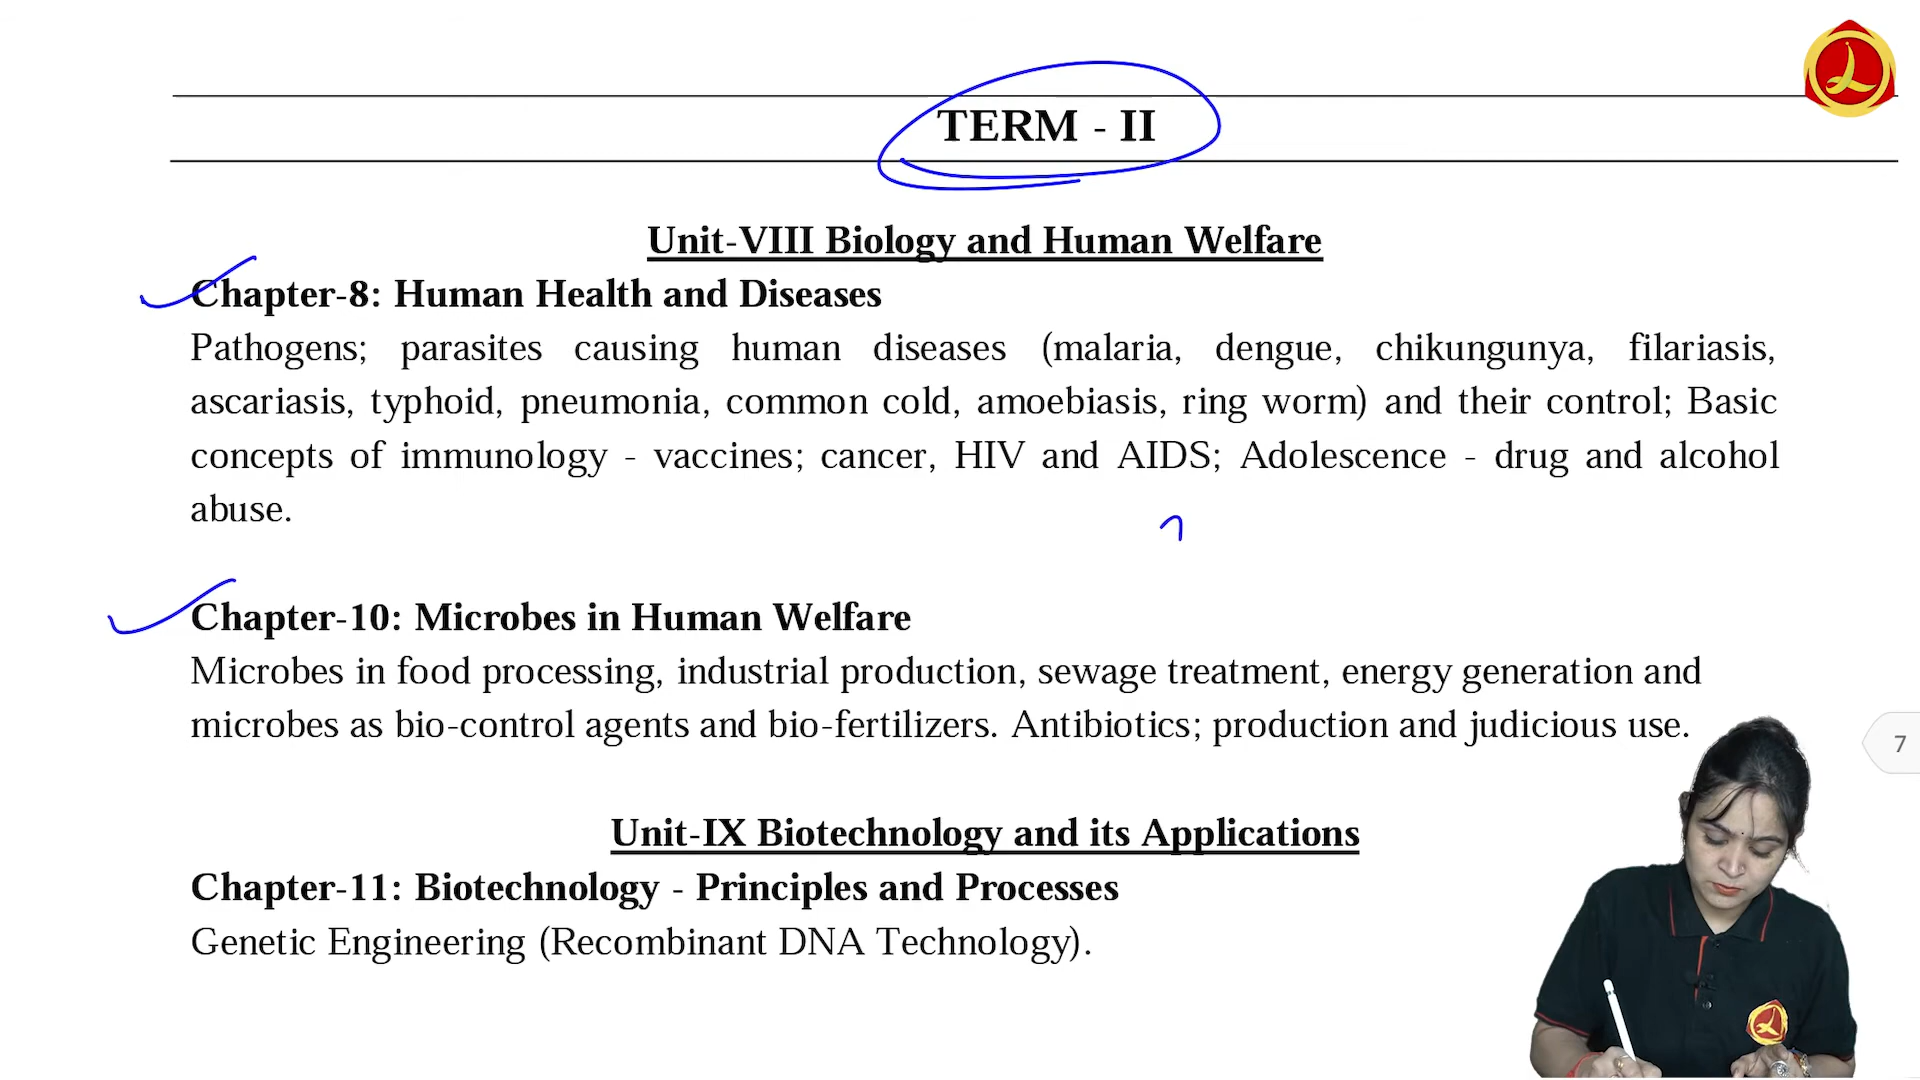 TERM - II
Unit-VIII Biology and Human Welfare
Chapter-8: Human Health and Diseases
Pathogens; parasites causing human diseases (malaria, dengue, chikungunya, filariasis,
ascariasis, typhoid, pneumonia, common cold, amoebiasis, ring worm) and their control; Basic
concepts of immunology - vaccines; cancer, HIV and AIDS; Adolescence - drug and alcohol
abuse.
Chapter-10: Microbes in Human Welfare
Microbes in food processing, industrial production, sewage treatment, energy generation and
microbes as bio-control agents and bio-fertilizers. Antibiotics; production and judicious use.
7
Unit-IX Biotechnology and its Applications
Chapter-11: Biotechnology - Principles and Processes
Genetic Engineering (Recombinant DNA Technology).